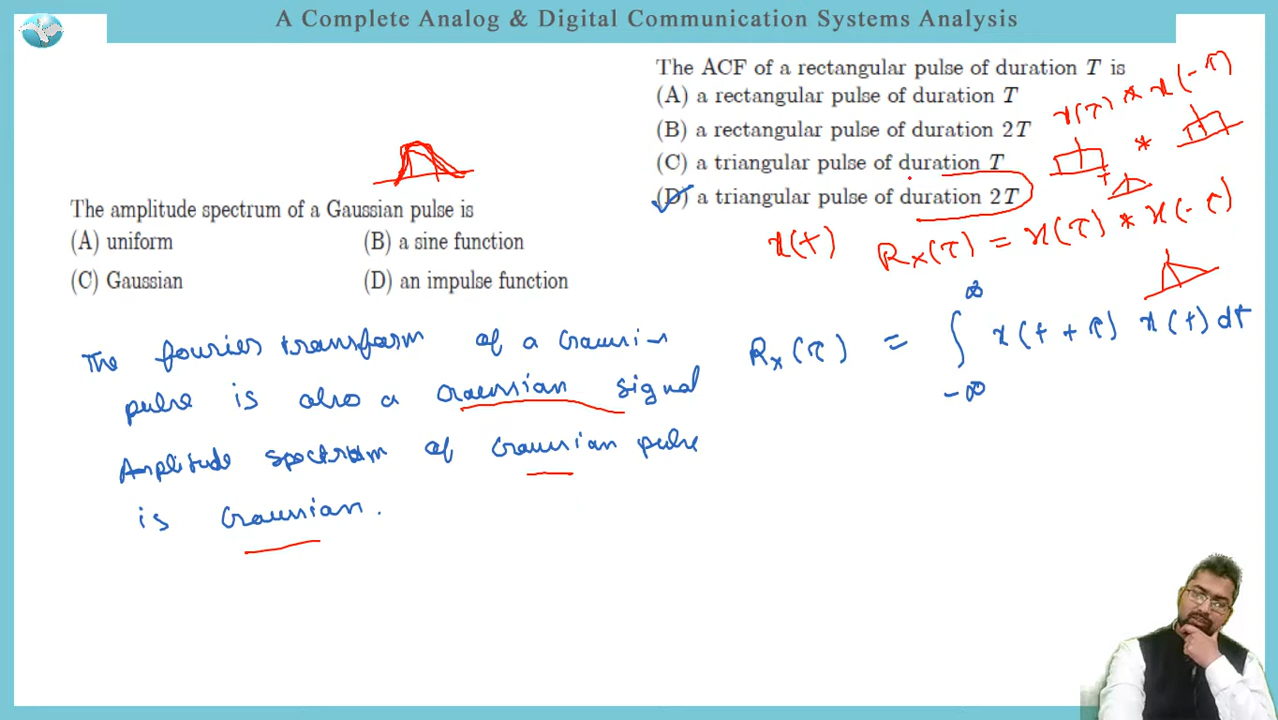 A Complete Analog & Digital Communication Systems Analysis
The ACF of a rectangular pulse of duration T is
(A) a rectangular pulse of duration T
(B) a rectangular pulse of duration 2T
(C) a triangular pulse of duration T
(D) a triangular pulse of duration 2T
x(τ) * x(-τ)
*
T
x(t) Rx(τ) = x(τ) * x(-τ)
Rx(τ) = ∫ x(t+τ) x(t) dt
∞
-∞
The amplitude spectrum of a Gaussian pulse is
(A) uniform (B) a sine function
(C) Gaussian (D) an impulse function
The fourier transform of a Gaussian
pulse is also a Gaussian signal
Amplitude spectrum of Gaussian pulse
is Gaussian.